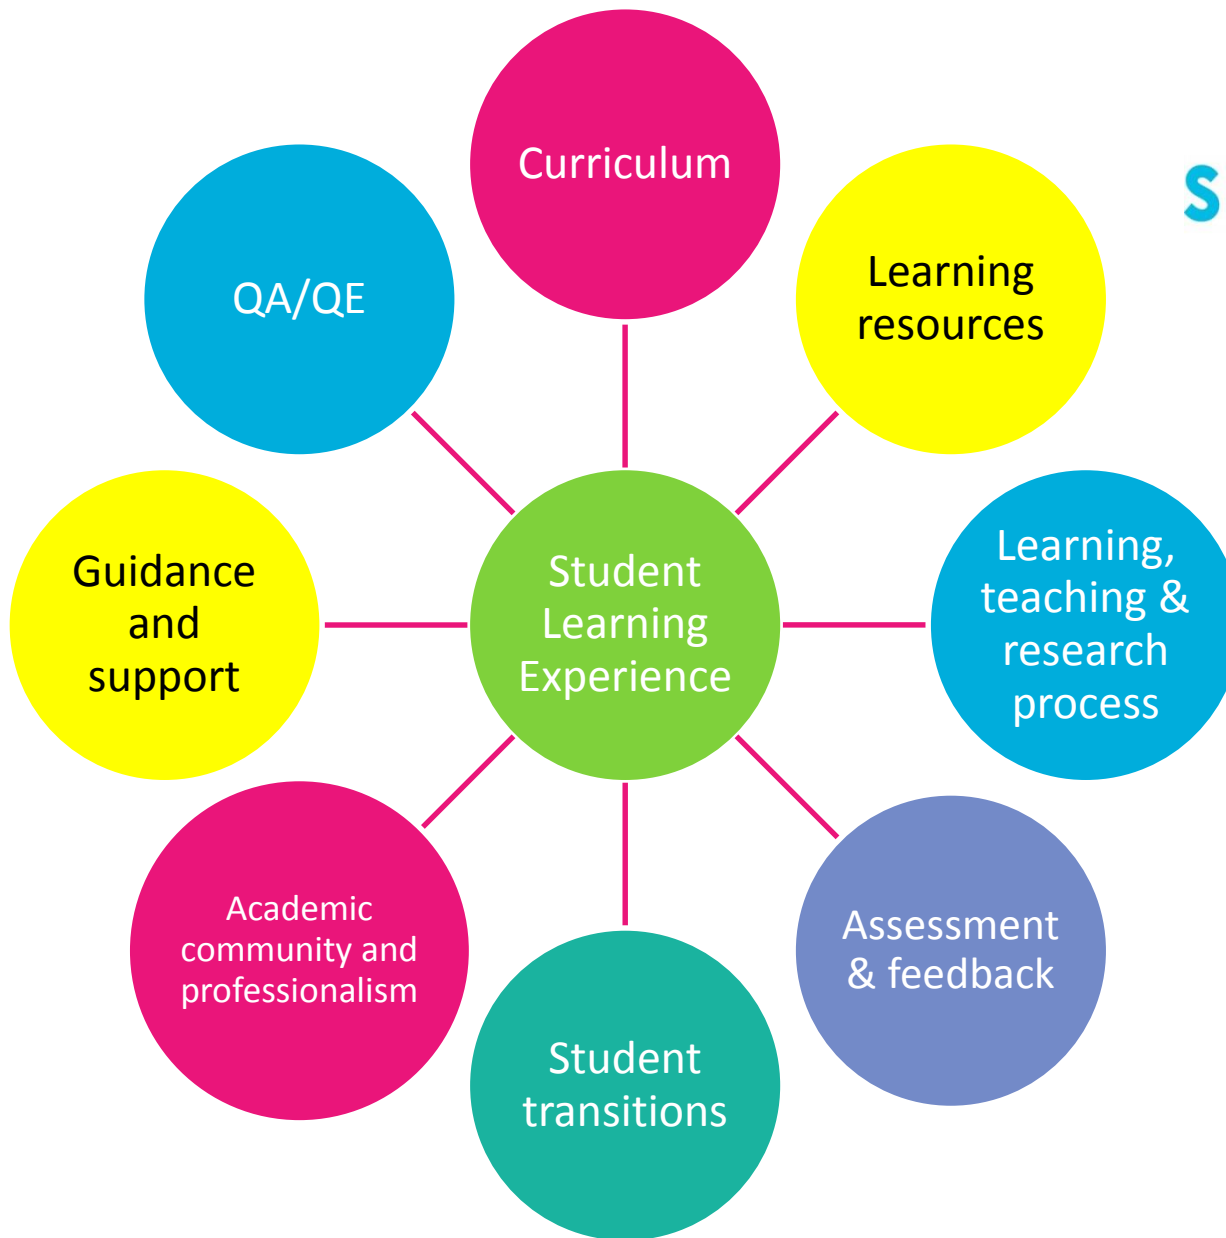 Curriculum
S
Learning
resources
QA/QE
Learning,
teaching &
research
process
Student
Learning
Experience
Guidance
and
support
Assessment
& feedback
Academic
community and
professionalism
Student
transitions